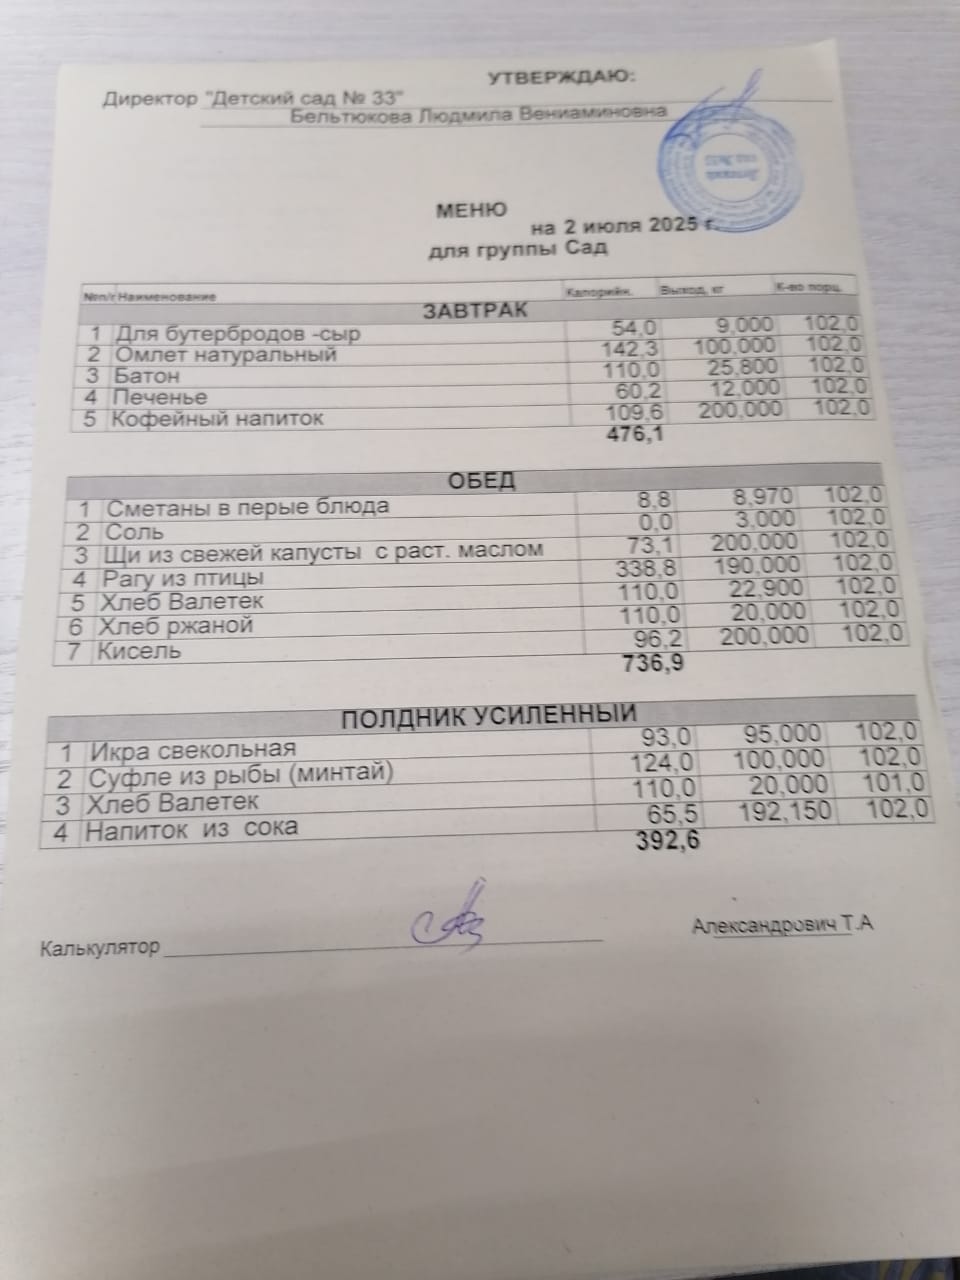 УТВЕРЖДАЮ:
Директор "Детский сад № 33"
Бельтюкова Людмила Вениаминовна
МЕНЮ
на 2 июля 2025 г.
для группы Сад
№п/п Наименование Калорийн. Выход, кг К-во порц.
ЗАВТРАК
1 Для бутербродов -сыр 54,0 9,000 102,0
2 Омлет натуральный 142,3 100,000 102,0
3 Батон 110,0 25,800 102,0
4 Печенье 60,2 12,000 102,0
5 Кофейный напиток 109,6 200,000 102,0
476,1
ОБЕД
1 Сметаны в перые блюда 8,8 8,970 102,0
2 Соль 0,0 3,000 102,0
3 Щи из свежей капусты с раст. маслом 73,1 200,000 102,0
4 Рагу из птицы 338,8 190,000 102,0
5 Хлеб Валетек 110,0 22,900 102,0
6 Хлеб ржаной 110,0 20,000 102,0
7 Кисель 96,2 200,000 102,0
736,9
ПОЛДНИК УСИЛЕННЫЙ
1 Икра свекольная 93,0 95,000 102,0
2 Суфле из рыбы (минтай) 124,0 100,000 102,0
3 Хлеб Валетек 110,0 20,000 101,0
4 Напиток из сока 65,5 192,150 102,0
392,6
Калькулятор Александрович Т.А